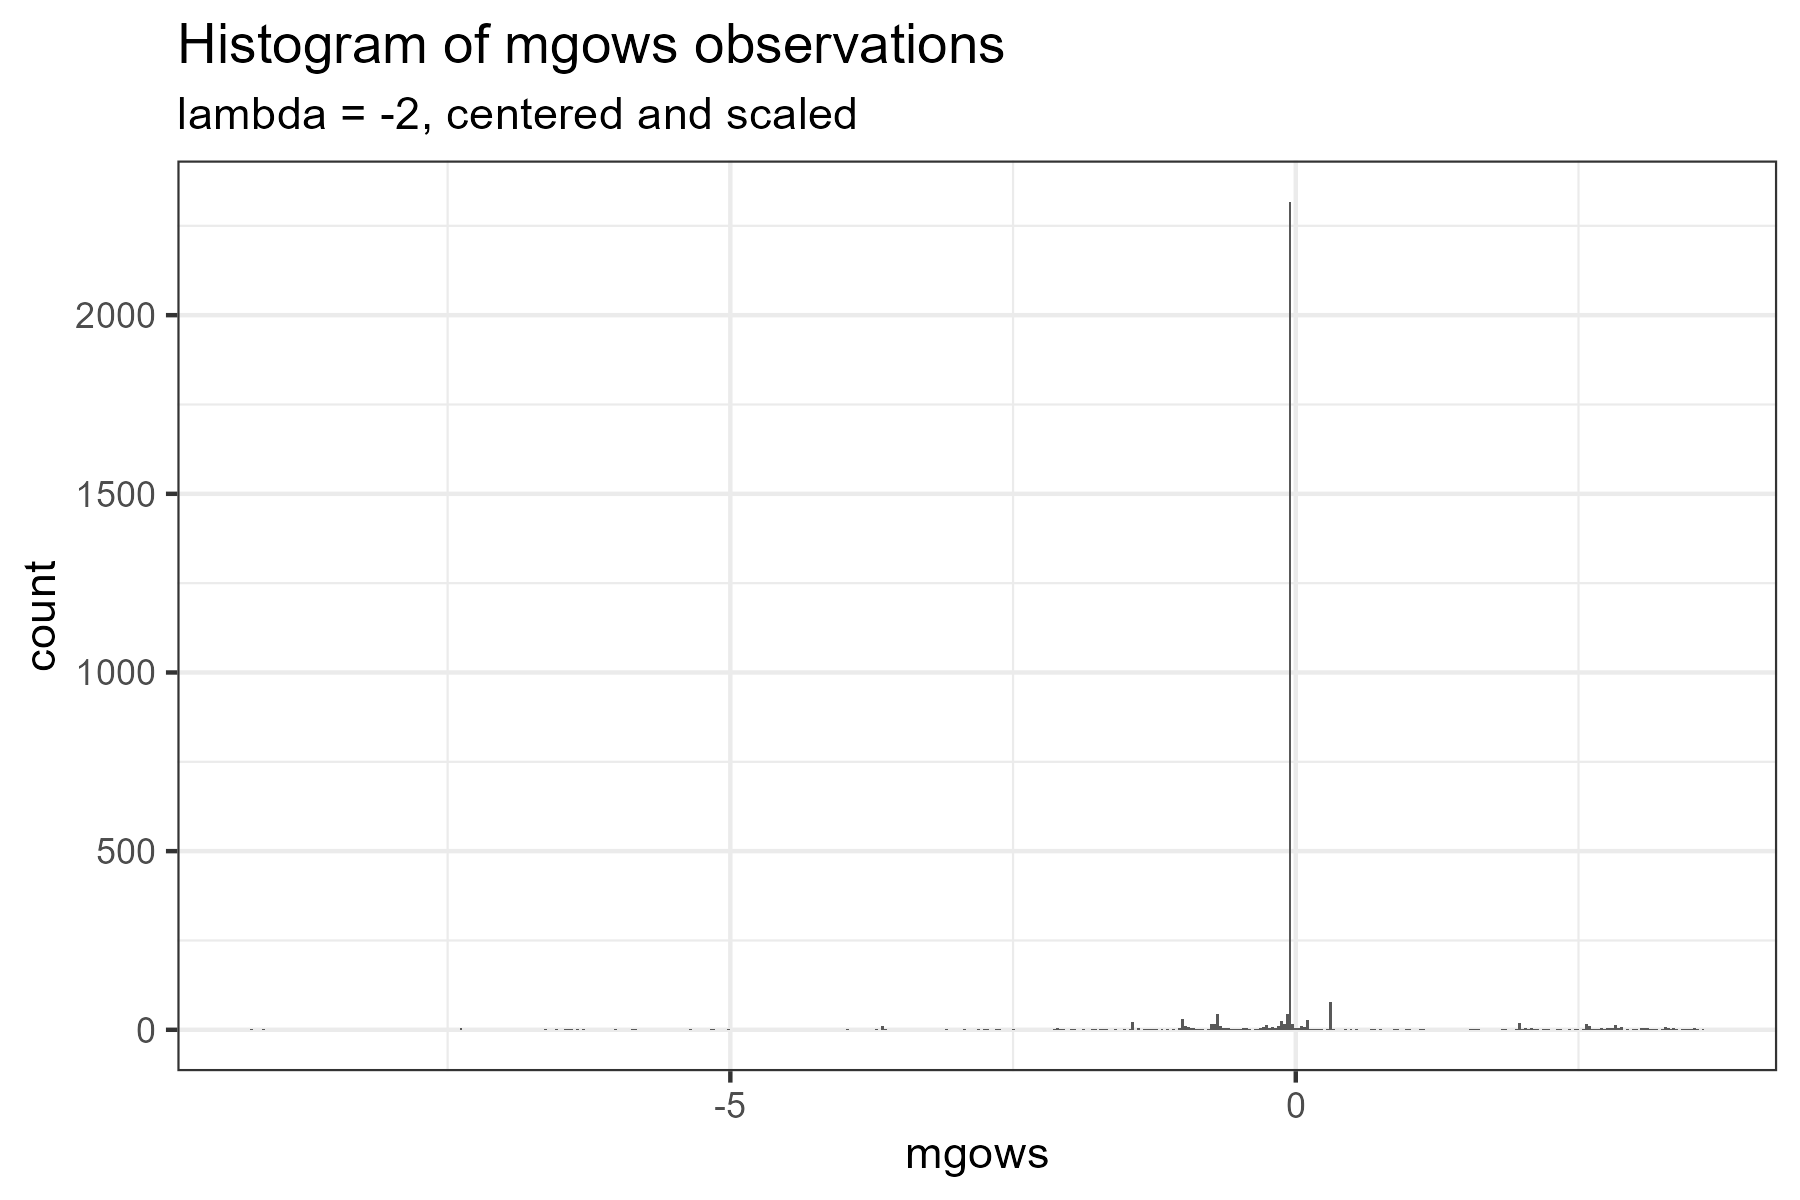 Histogram of mgows observations
lambda = -2, centered and scaled
2000
1500
1000
500
0
count
-5
0
mgows